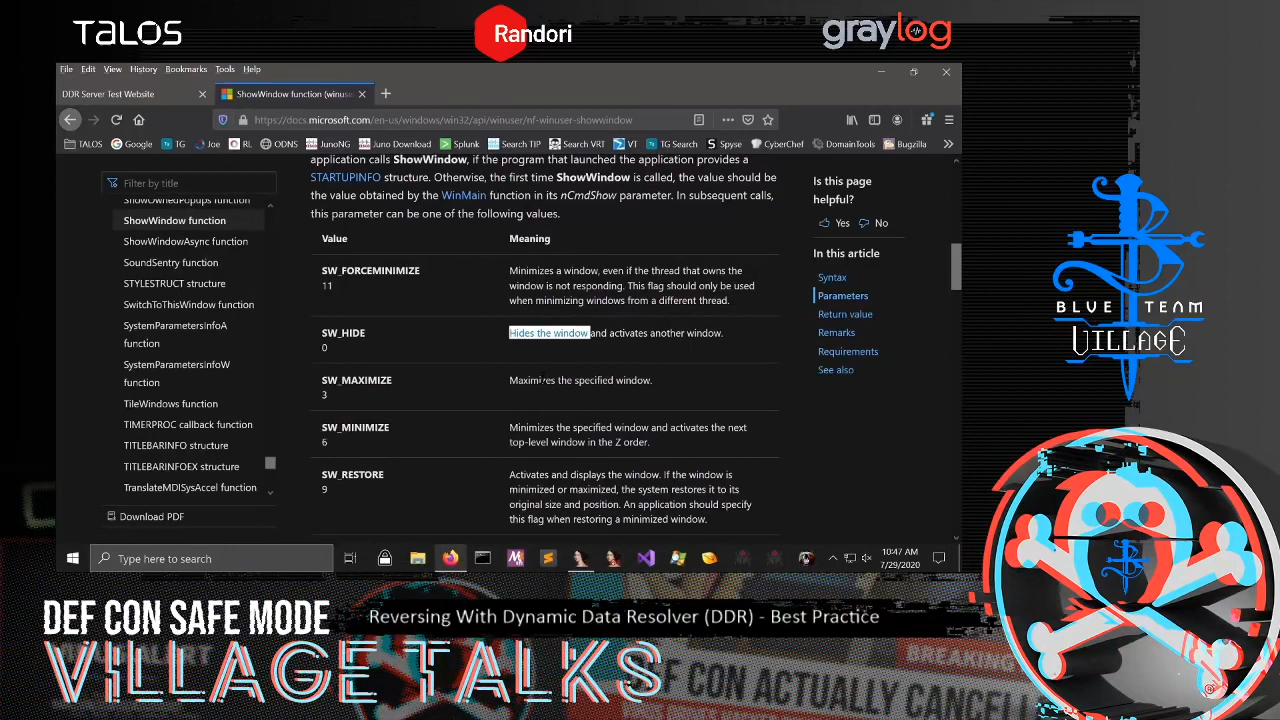 TALOS
Randori
graylog
File Edit View History Bookmarks Tools Help
DDR Server Test Website
ShowWindow function (winuse
https://docs.microsoft.com/en-us/windows/win32/api/winuser/nf-winuser-showwindow
TALOS Google TG Joe RL ODNS JunoNG Juno Download Splunk Search TIP Search VRT VT TG Search Spyse CyberChef DomainTools Bugzilla
Filter by title
ShowOwnedPopups function
ShowWindow function
ShowWindowAsync function
SoundSentry function
STYLESTRUCT structure
SwitchToThisWindow function
SystemParametersInfoA
function
SystemParametersInfoW
function
TileWindows function
TIMERPROC callback function
TITLEBARINFO structure
TITLEBARINFOEX structure
TranslateMDISysAccel function
Download PDF
application calls ShowWindow, if the program that launched the application provides a
STARTUPINFO structure. Otherwise, the first time ShowWindow is called, the value should be
the value obtained by the WinMain function in its nCmdShow parameter. In subsequent calls,
this parameter can be one of the following values.
Value Meaning
SW_FORCEMINIMIZE
11
Minimizes a window, even if the thread that owns the
window is not responding. This flag should only be used
when minimizing windows from a different thread.
SW_HIDE
0
Hides the window and activates another window.
SW_MAXIMIZE
3
Maximizes the specified window.
SW_MINIMIZE
6
Minimizes the specified window and activates the next
top-level window in the Z order.
SW_RESTORE
9
Activates and displays the window. If the window is
minimized or maximized, the system restores it to its
original size and position. An application should specify
this flag when restoring a minimized window.
Is this page
helpful?
Yes No
In this article
Syntax
Parameters
Return value
Remarks
Requirements
See also
Type here to search
10:47 AM
7/29/2020
BLUE TEAM
VILLAGE
DEF CON SAFE MODE
Reversing With Dynamic Data Resolver (DDR) - Best Practice
VILLAGE TALKS
BREAKING
DEF CON ACTUALLY CANCELL